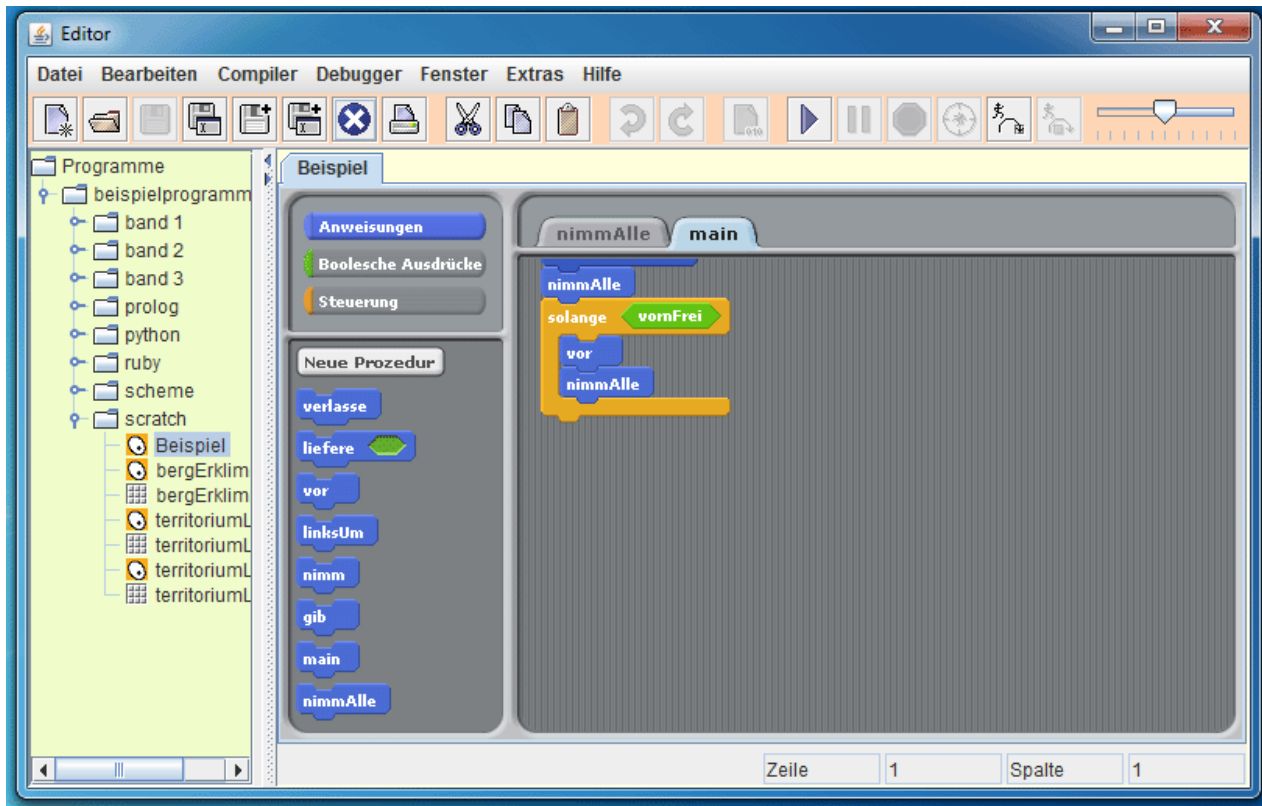 Editor
Datei Bearbeiten Compiler Debugger Fenster Extras Hilfe
Programme
beispielprogramm
band 1
band 2
band 3
prolog
python
ruby
scheme
scratch
Beispiel
bergErklim
bergErklim
territoriumL
territoriumL
territoriumL
territoriumL
Beispiel
Anweisungen
Boolesche Ausdrücke
Steuerung
Neue Prozedur
verlasse
liefere
vor
linksUm
nimm
gib
main
nimmAlle
nimmAlle main
nimmAlle
solange vornFrei
vor
nimmAlle
Zeile 1 Spalte 1